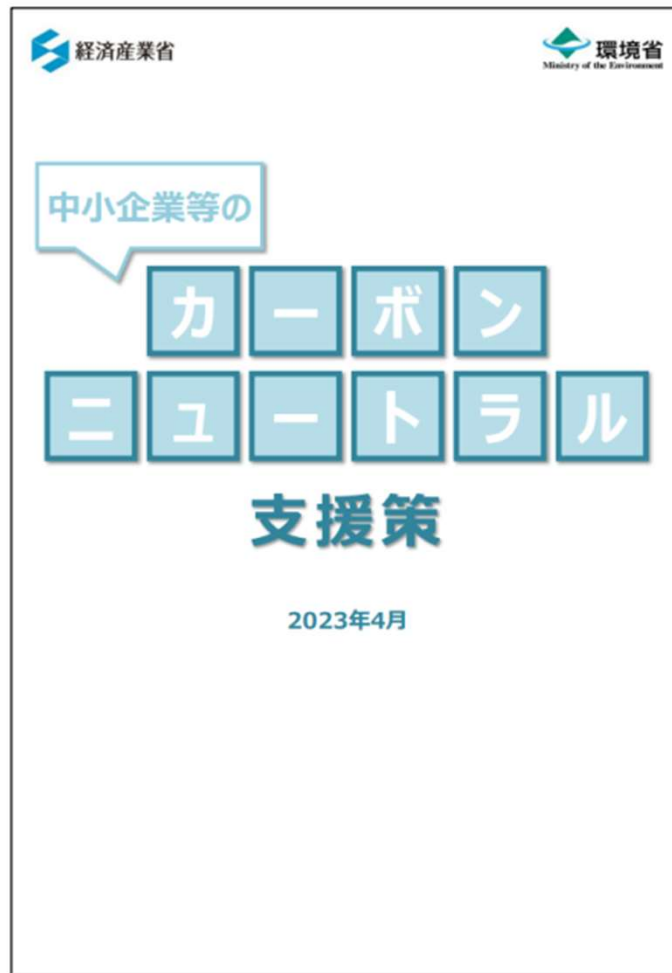 経済産業省
環境省
Ministry of the Environment
中小企業等の
カーボン
ニュートラル
支援策
2023年4月